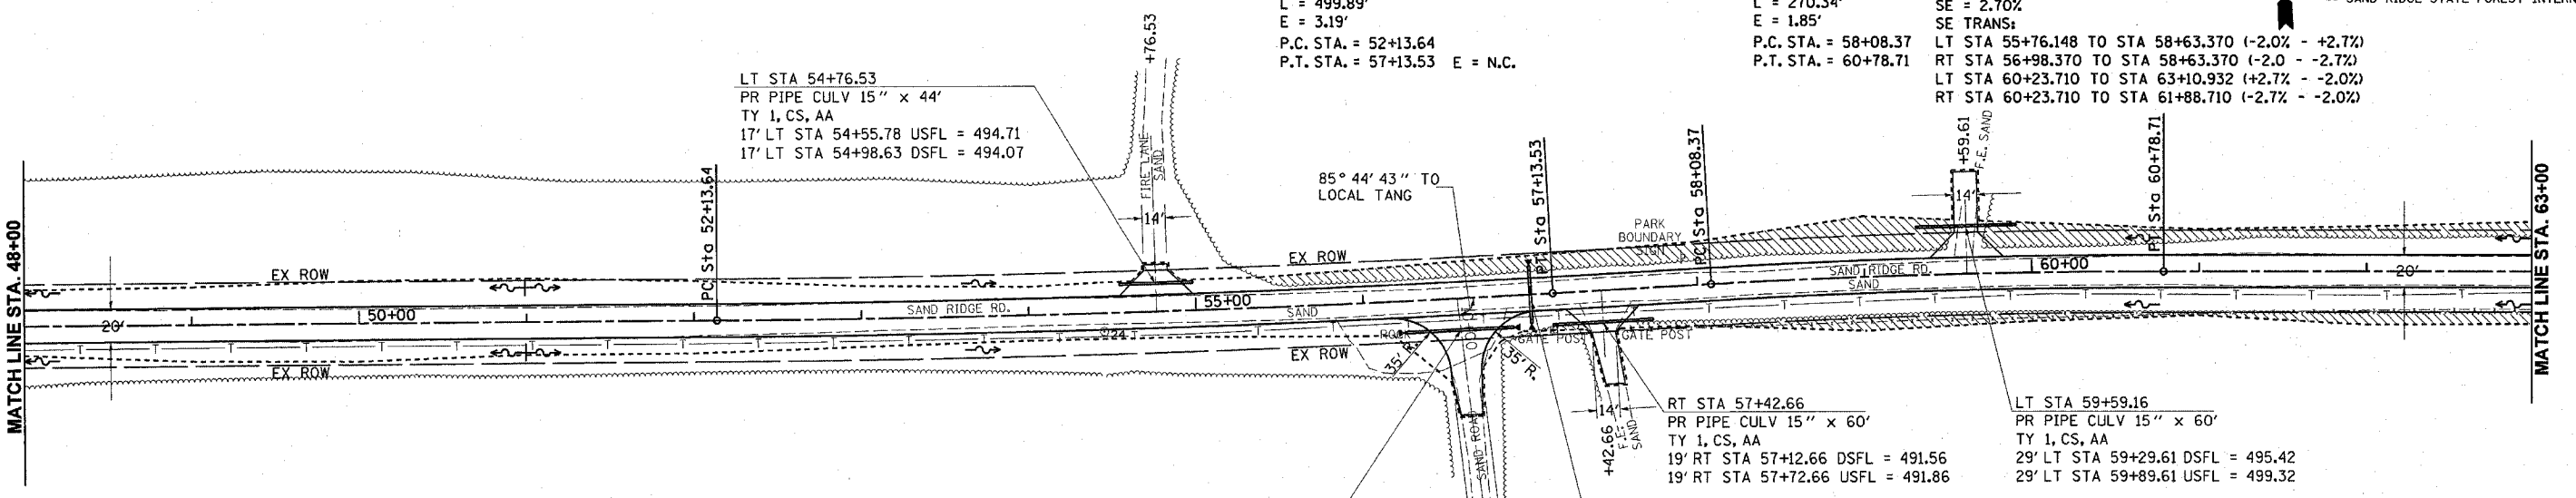 L = 499.89'
E = 3.19'
P.C. STA. = 52+13.64
P.T. STA. = 57+13.53 E = N.C.
L = 270.34'
E = 1.85'
P.C. STA. = 58+08.37
P.T. STA. = 60+78.71
SE = 2.70%
SE TRANS:
LT STA 55+76.148 TO STA 58+63.370 (-2.0% - +2.7%)
RT STA 56+98.370 TO STA 58+63.370 (-2.0 - -2.7%)
LT STA 60+23.710 TO STA 63+10.932 (+2.7% - -2.0%)
RT STA 60+23.710 TO STA 61+88.710 (-2.7% - -2.0%)
SAND RIDGE STATE FOREST
+76.53
LT STA 54+76.53
PR PIPE CULV 15" x 44'
TY 1, CS, AA
17' LT STA 54+55.78 USFL = 494.71
17' LT STA 54+98.63 DSFL = 494.07
FIRE LANE
SAND
14'
85° 44' 43" TO
LOCAL TANG
PC Sta 52+13.64
PT Sta 57+13.53
PC Sta 58+08.37
PARK
BOUNDARY
SIGN
+59.61
F.E. SAND
14'
PT Sta 60+78.71
MATCH LINE STA. 48+00
MATCH LINE STA. 63+00
EX ROW
EX ROW
20'
50+00
SAND RIDGE RD.
55+00
SAND
SAND RIDGE RD.
SAND
60+00
20'
24
EX ROW
EX ROW
35' R.
35' R.
GATE POST
GATE POST
SAND ROAD
14'
+42.66
F.E.
SAND
RT STA 57+42.66
PR PIPE CULV 15" x 60'
TY 1, CS, AA
19' RT STA 57+12.66 DSFL = 491.56
19' RT STA 57+72.66 USFL = 491.86
LT STA 59+59.16
PR PIPE CULV 15" x 60'
TY 1, CS, AA
29' LT STA 59+29.61 DSFL = 495.42
29' LT STA 59+89.61 USFL = 499.32